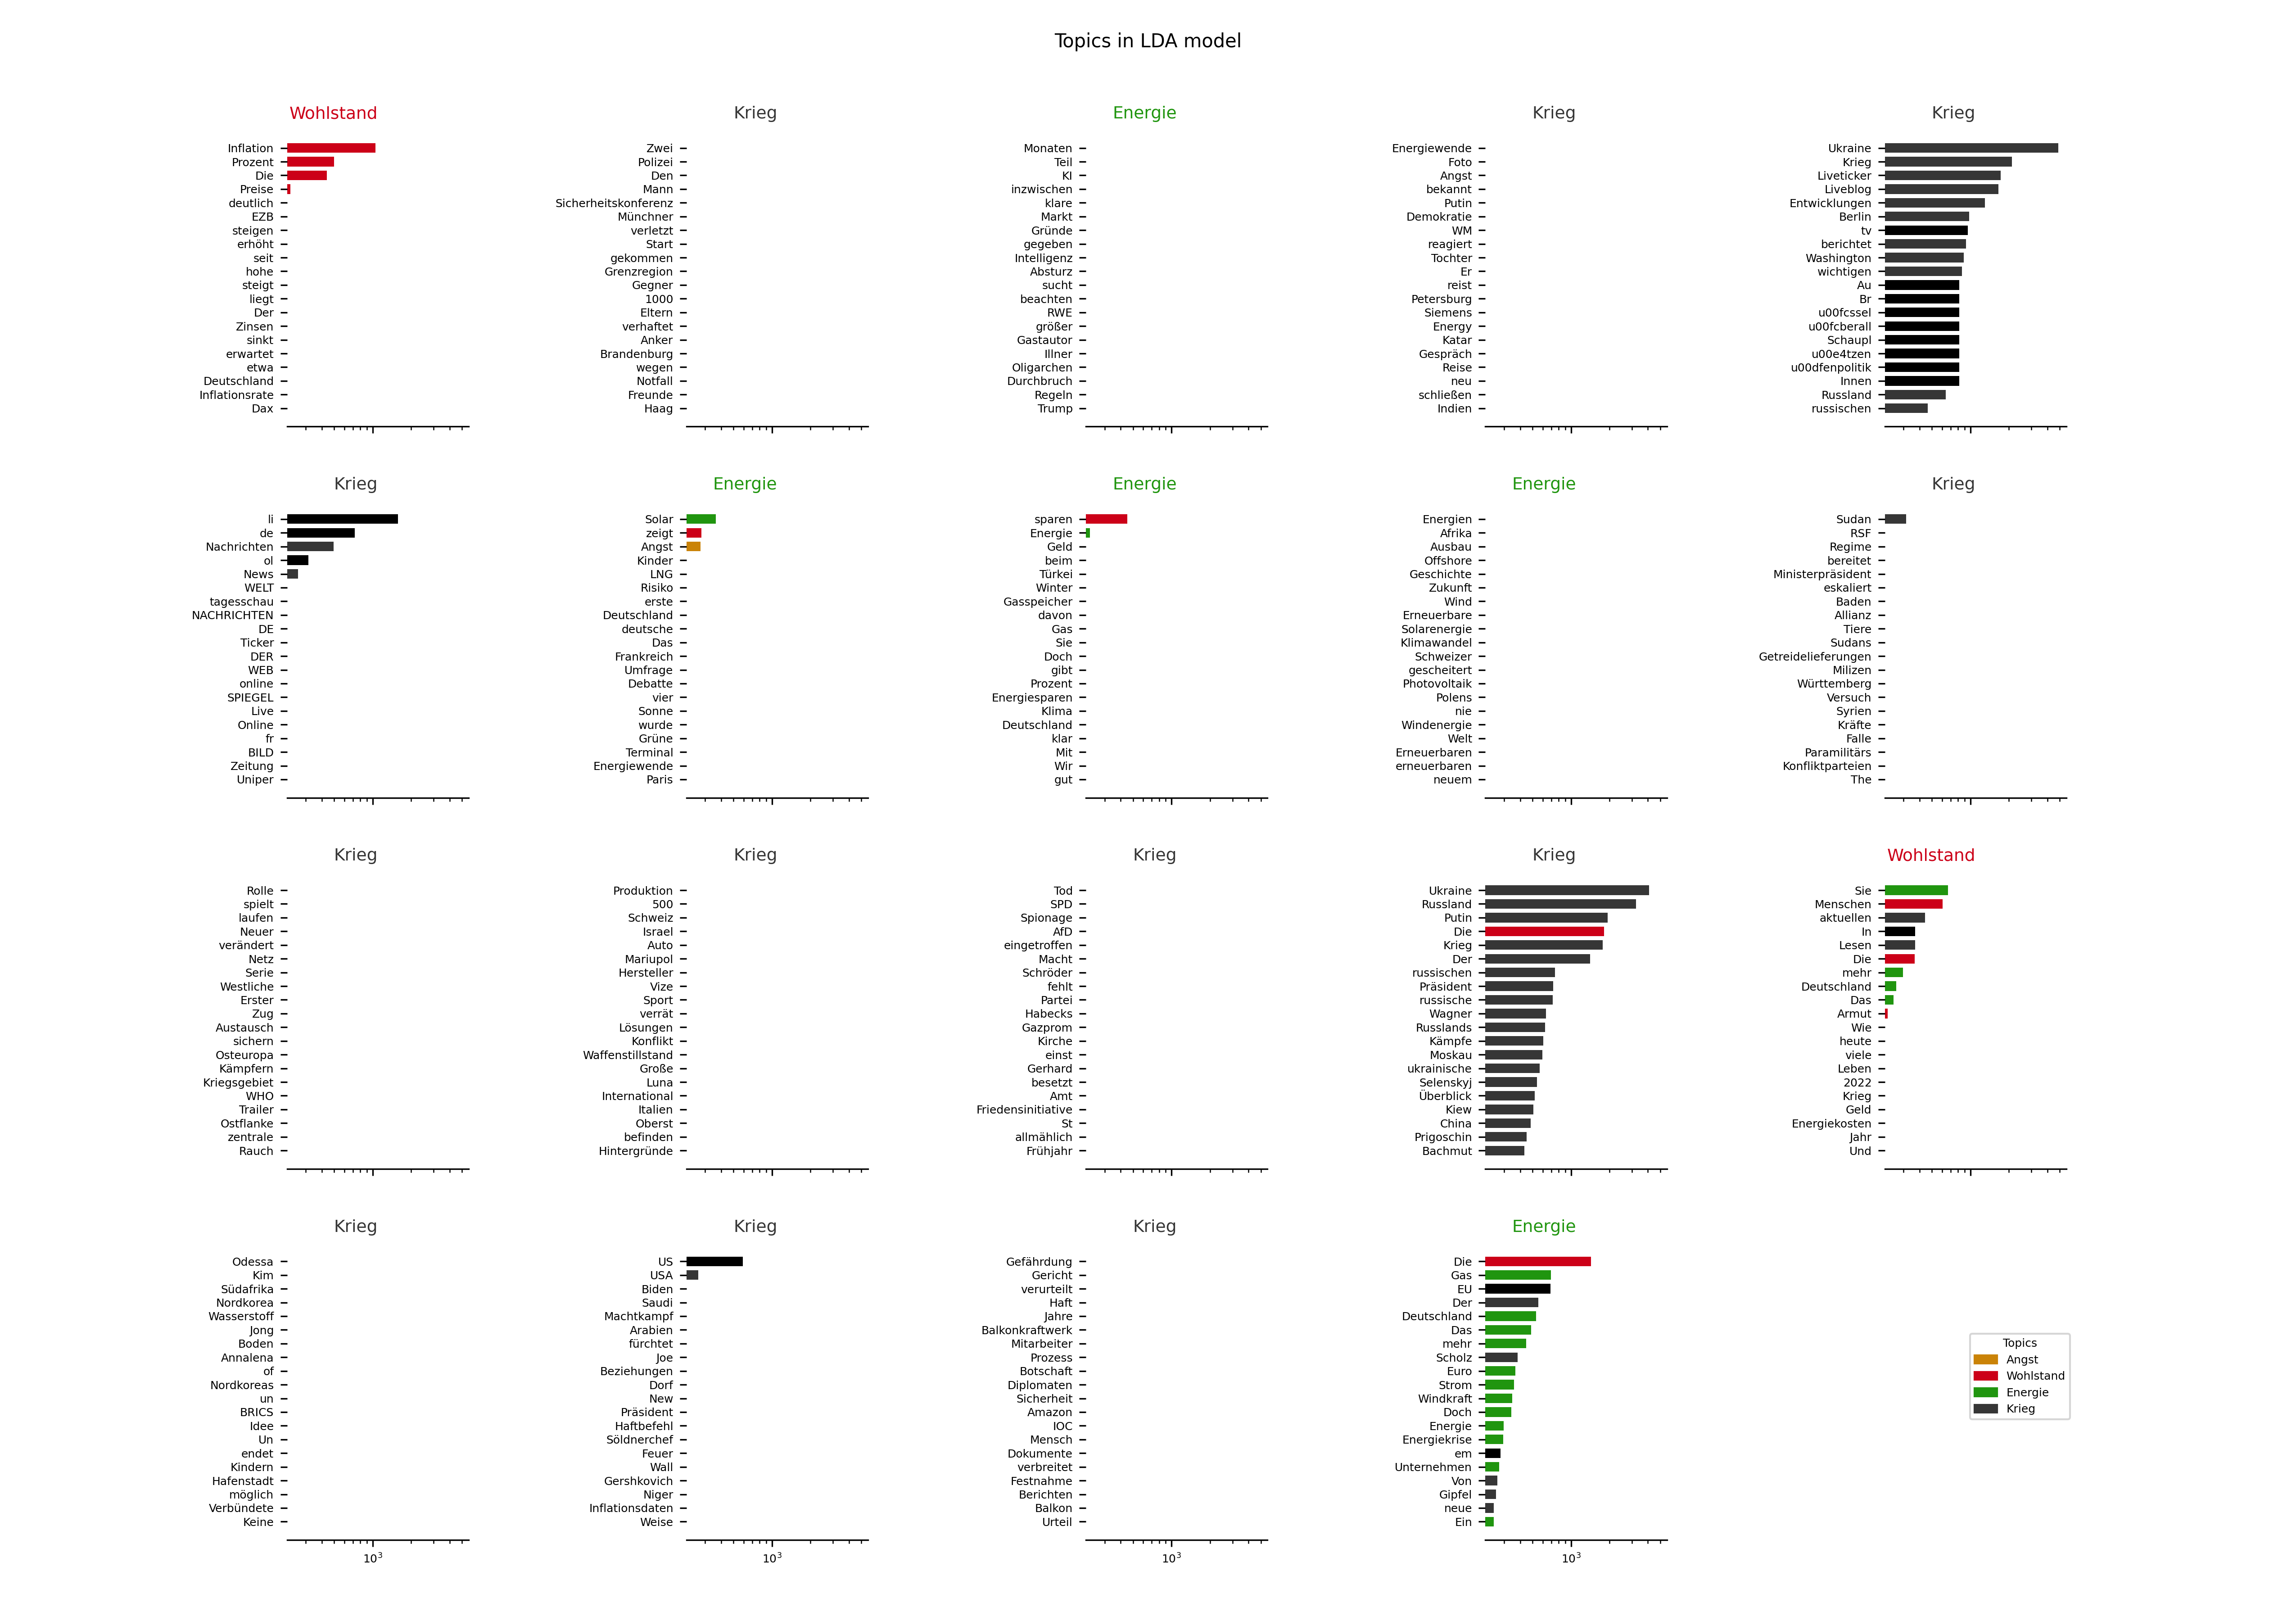 Topics in LDA model
Wohlstand
Inflation
Prozent
Die
Preise
deutlich
EZB
steigen
erhöht
seit
hohe
steigt
liegt
Der
Zinsen
sinkt
erwartet
etwa
Deutschland
Inflationsrate
Dax
Krieg
Zwei
Polizei
Den
Mann
Sicherheitskonferenz
Münchner
verletzt
Start
gekommen
Grenzregion
Gegner
1000
Eltern
verhaftet
Anker
Brandenburg
wegen
Notfall
Freunde
Haag
Energie
Monaten
Teil
KI
inzwischen
klare
Markt
Gründe
gegeben
Intelligenz
Absturz
sucht
beachten
RWE
größer
Gastautor
Illner
Oligarchen
Durchbruch
Regeln
Trump
Krieg
Energiewende
Foto
Angst
bekannt
Putin
Demokratie
WM
reagiert
Tochter
Er
reist
Petersburg
Siemens
Energy
Katar
Gespräch
Reise
neu
schließen
Indien
Krieg
Ukraine
Krieg
Liveticker
Liveblog
Entwicklungen
Berlin
tv
berichtet
Washington
wichtigen
Au
Br
u00fcssel
u00fcberall
Schaupl
u00e4tzen
u00dfenpolitik
Innen
Russland
russischen
Krieg
li
de
Nachrichten
ol
News
WELT
tagesschau
NACHRICHTEN
DE
Ticker
DER
WEB
online
SPIEGEL
Live
Online
fr
BILD
Zeitung
Uniper
Energie
Solar
zeigt
Angst
Kinder
LNG
Risiko
erste
Deutschland
deutsche
Das
Frankreich
Umfrage
Debatte
vier
Sonne
wurde
Grüne
Terminal
Energiewende
Paris
Energie
sparen
Energie
Geld
beim
Türkei
Winter
Gasspeicher
davon
Gas
Sie
Doch
gibt
Prozent
Energiesparen
Klima
Deutschland
klar
Mit
Wir
gut
Energie
Energien
Afrika
Ausbau
Offshore
Geschichte
Zukunft
Wind
Erneuerbare
Solarenergie
Klimawandel
Schweizer
gescheitert
Photovoltaik
Polens
nie
Windenergie
Welt
Erneuerbaren
erneuerbaren
neuem
Krieg
Sudan
RSF
Regime
bereitet
Ministerpräsident
eskaliert
Baden
Allianz
Tiere
Sudans
Getreidelieferungen
Milizen
Württemberg
Versuch
Syrien
Kräfte
Falle
Paramilitärs
Konfliktparteien
The
Krieg
Rolle
spielt
laufen
Neuer
verändert
Netz
Serie
Westliche
Erster
Zug
Austausch
sichern
Osteuropa
Kämpfern
Kriegsgebiet
WHO
Trailer
Ostflanke
zentrale
Rauch
Krieg
Produktion
500
Schweiz
Israel
Auto
Mariupol
Hersteller
Vize
Sport
verrät
Lösungen
Konflikt
Waffenstillstand
Große
Luna
International
Italien
Oberst
befinden
Hintergründe
Krieg
Tod
SPD
Spionage
AfD
eingetroffen
Macht
Schröder
fehlt
Partei
Habecks
Gazprom
Kirche
einst
Gerhard
besetzt
Amt
Friedensinitiative
St
allmählich
Frühjahr
Krieg
Ukraine
Russland
Putin
Die
Krieg
Der
russischen
Präsident
russische
Wagner
Russlands
Kämpfe
Moskau
ukrainische
Selenskyj
Überblick
Kiew
China
Prigoschin
Bachmut
Wohlstand
Sie
Menschen
aktuellen
In
Lesen
Die
mehr
Deutschland
Das
Armut
Wie
heute
viele
Leben
2022
Krieg
Geld
Energiekosten
Jahr
Und
Krieg
Odessa
Kim
Südafrika
Nordkorea
Wasserstoff
Jong
Boden
Annalena
of
Nordkoreas
un
BRICS
Idee
Un
endet
Kindern
Hafenstadt
möglich
Verbündete
Keine
10³
Krieg
US
USA
Biden
Saudi
Machtkampf
Arabien
fürchtet
Joe
Beziehungen
Dorf
New
Präsident
Haftbefehl
Söldnerchef
Feuer
Wall
Gershkovich
Niger
Inflationsdaten
Weise
10³
Krieg
Gefährdung
Gericht
verurteilt
Haft
Jahre
Balkonkraftwerk
Mitarbeiter
Prozess
Botschaft
Diplomaten
Sicherheit
Amazon
IOC
Mensch
Dokumente
verbreitet
Festnahme
Berichten
Balkon
Urteil
10³
Energie
Die
Gas
EU
Der
Deutschland
Das
mehr
Scholz
Euro
Strom
Windkraft
Doch
Energie
Energiekrise
em
Unternehmen
Von
Gipfel
neue
Ein
10³
Topics
Angst
Wohlstand
Energie
Krieg